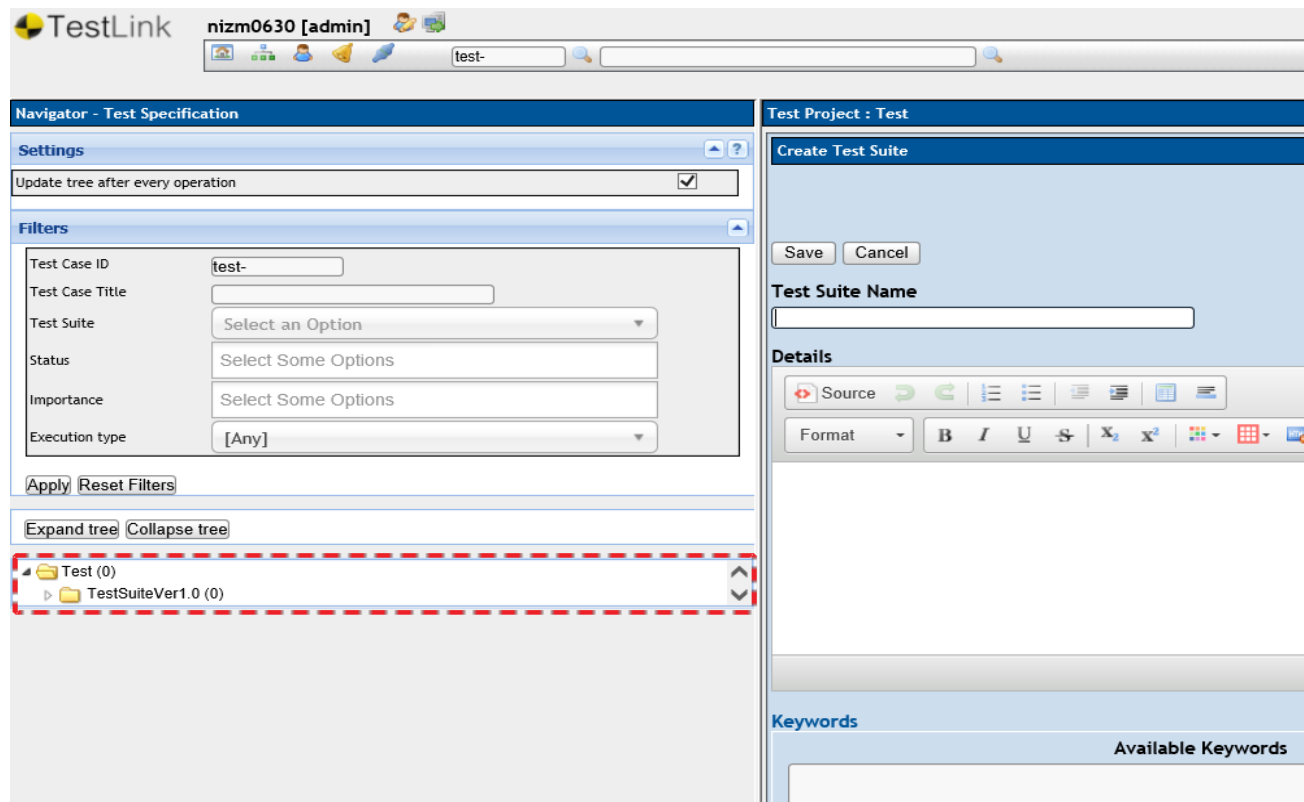 TestLink
nizm0630 [admin]
test-
Navigator - Test Specification
Settings
?
Update tree after every operation
Filters
Test Case ID
test-
Test Case Title
Test Suite
Select an Option
Status
Select Some Options
Importance
Select Some Options
Execution type
[Any]
Apply Reset Filters
Expand tree Collapse tree
Test (0)
TestSuiteVer1.0 (0)
Test Project : Test
Create Test Suite
Save Cancel
Test Suite Name
Details
Source
Format B I U S X2 X2
Keywords
Available Keywords